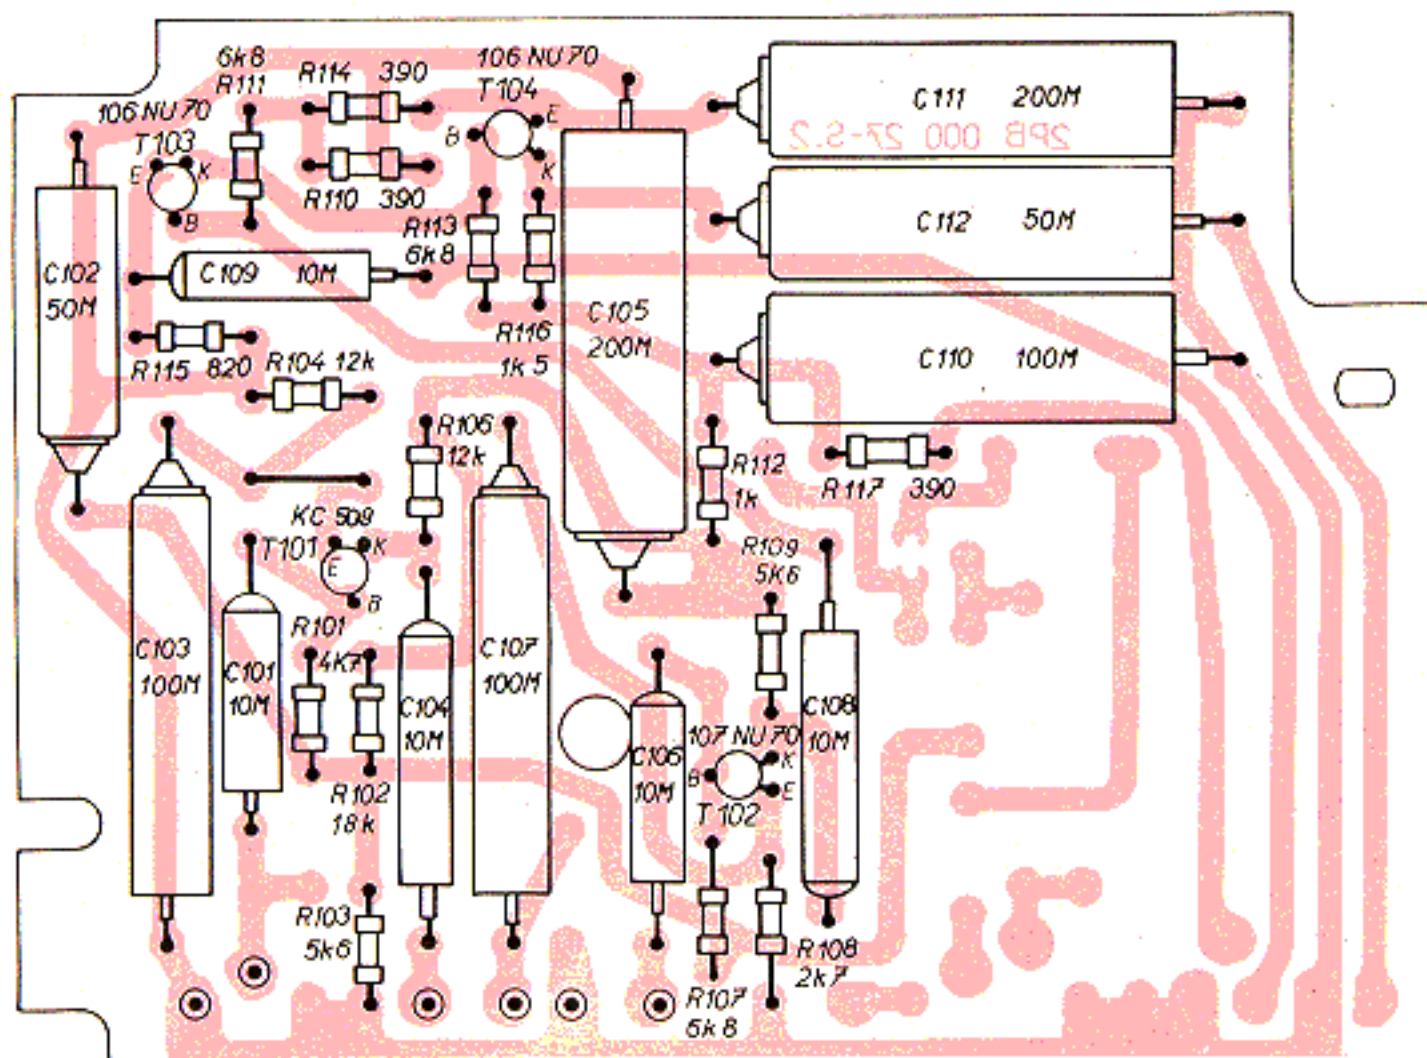 6k8
R111
R114 390
106 NU 70
T104
E
B
K
C111 200M
2PB 000 27-S.2
106 NU 70
T103
E
K
B
R110 390
R113
6k8
C112 50M
C102
50M
C109 10M
C105
200M
R116
1k5
C110 100M
R115 820
R104 12k
R106
12k
R112
1k
R117 390
KC 509
T101
K
E
B
R109
5K6
R101
4K7
C103
100M
C101
10M
C104
10M
C107
100M
C108
10M
107 NU 70
K
B
E
T102
C106
10M
R102
18k
R103
5k6
R108
2k7
R107
6k8